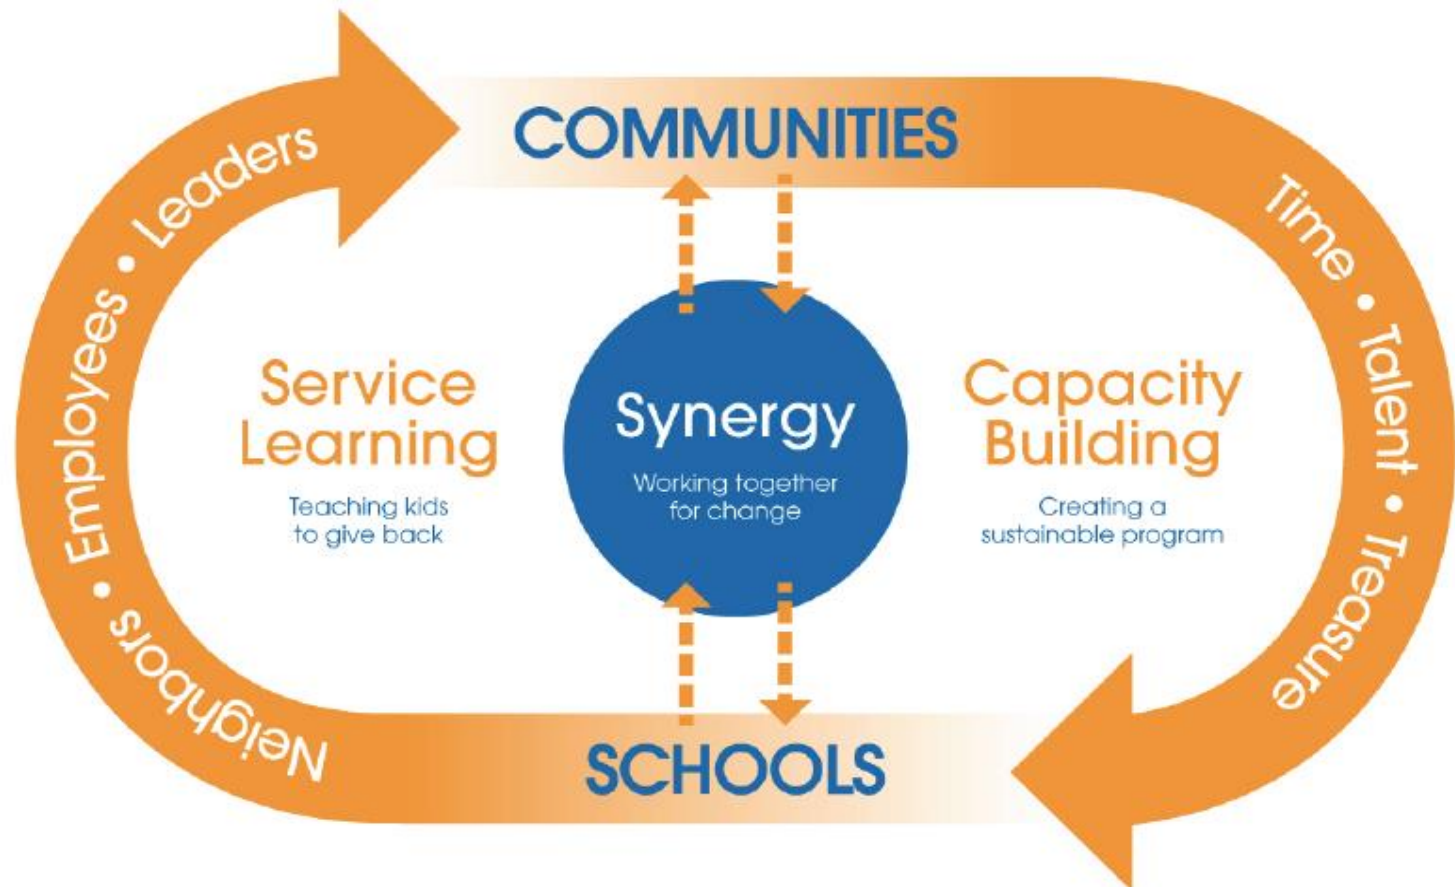 COMMUNITIES
Neighbors • Employees • Leaders
Time • Talent • Treasure
Service
Learning
Teaching kids
to give back
Synergy
Working together
for change
Capacity
Building
Creating a
sustainable program
SCHOOLS